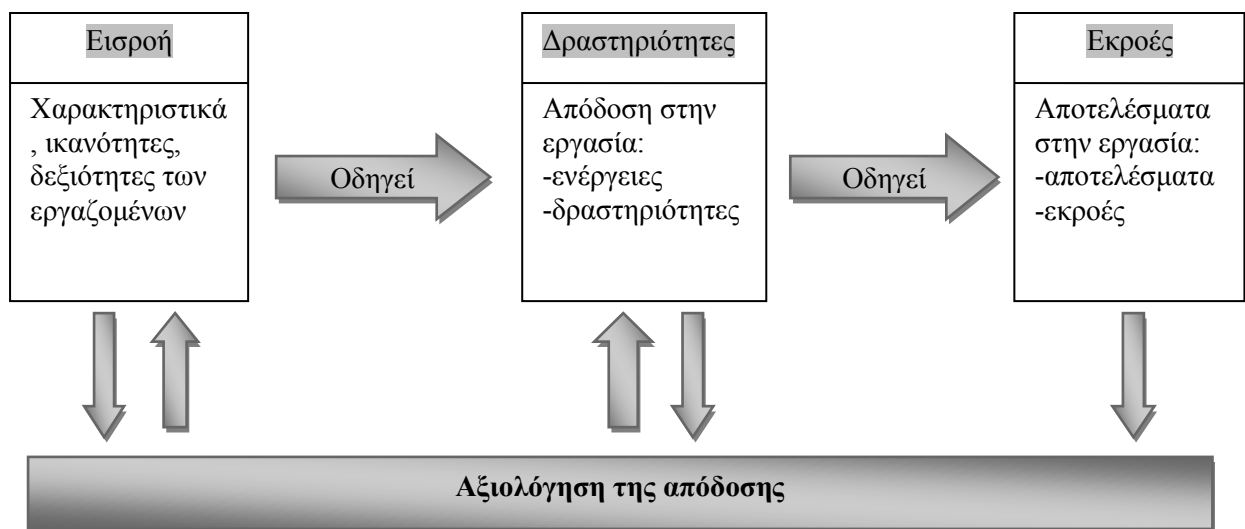 Εισροή
Χαρακτηριστικά
, ικανότητες,
δεξιότητες των
εργαζομένων
Οδηγεί
Δραστηριότητες
Απόδοση στην
εργασία:
-ενέργειες
-δραστηριότητες
Οδηγεί
Εκροές
Αποτελέσματα
στην εργασία:
-αποτελέσματα
-εκροές
Αξιολόγηση της απόδοσης